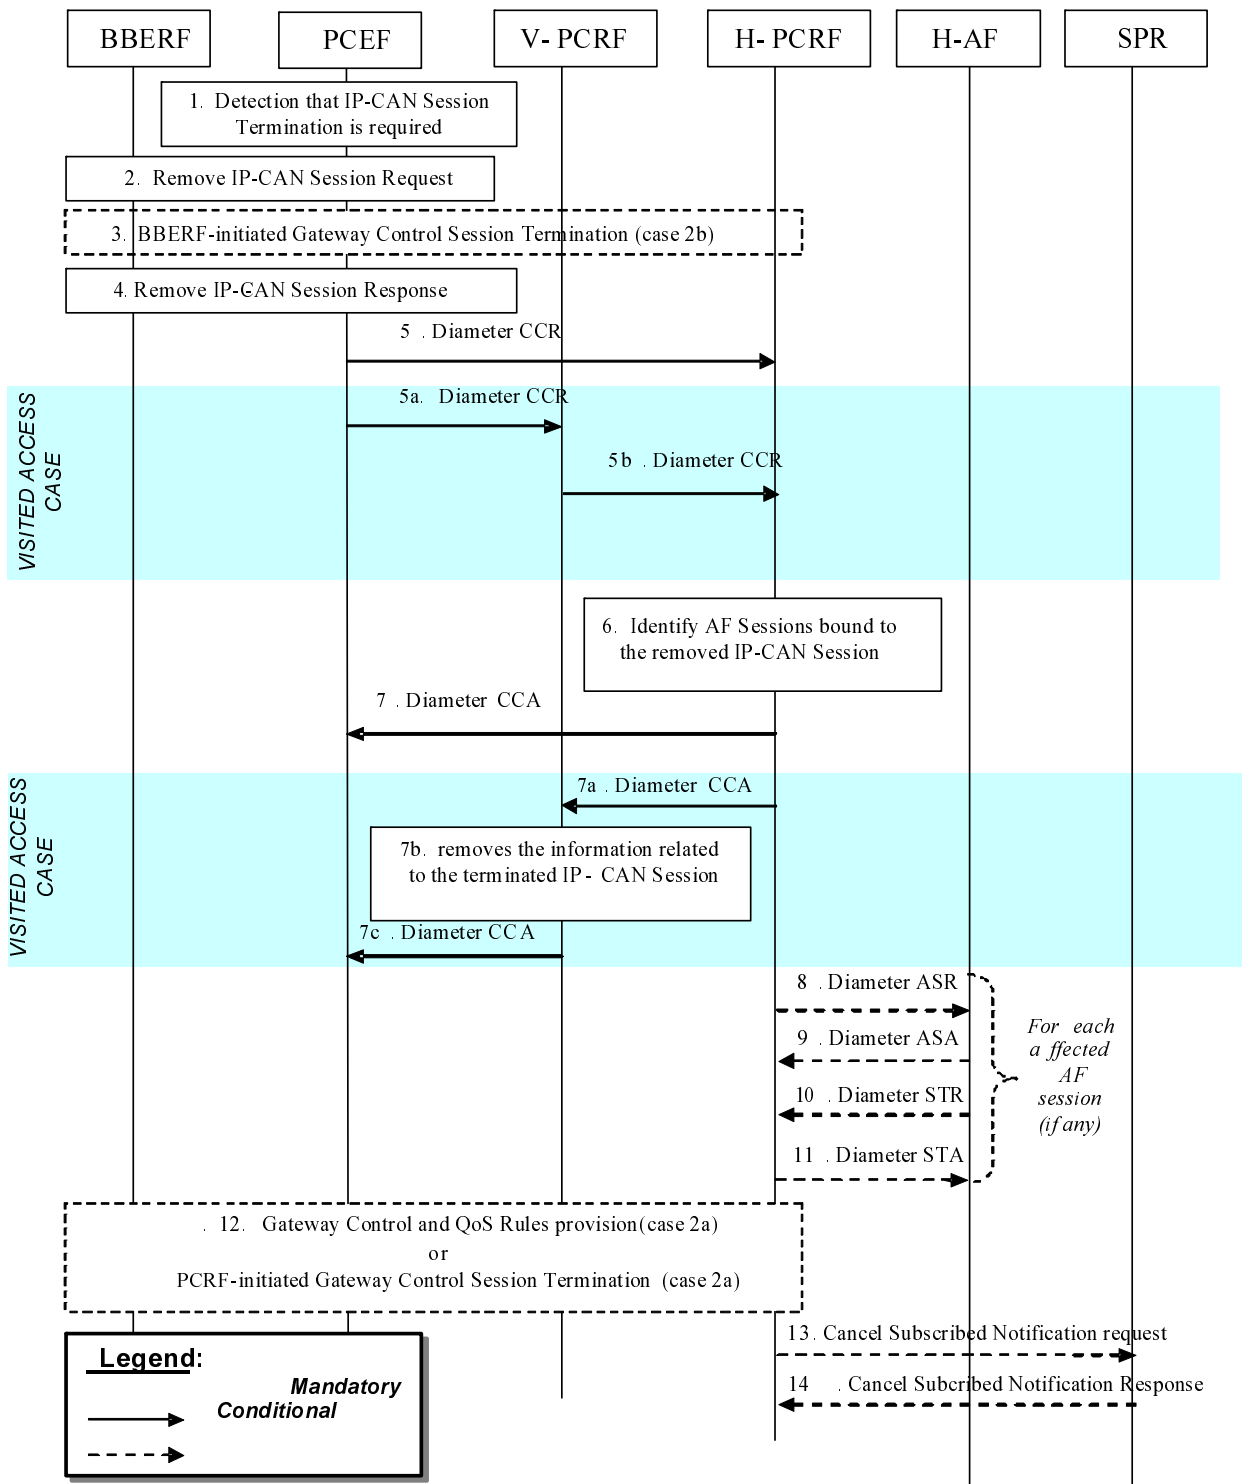 BBERF
PCEF
V- PCRF
H- PCRF
H-AF
SPR
1. Detection that IP-CAN Session
Termination is required
2. Remove IP-CAN Session Request
3. BBERF-initiated Gateway Control Session Termination (case 2b)
4. Remove IP-CAN Session Response
5 . Diameter CCR
VISITED ACCESS
CASE
5a. Diameter CCR
5b . Diameter CCR
6. Identify AF Sessions bound to
the removed IP-CAN Session
7 . Diameter CCA
VISITED ACCESS
CASE
7a . Diameter CCA
7b. removes the information related
to the terminated IP - CAN Session
7c . Diameter CCA
8 . Diameter ASR
9 . Diameter ASA
10 . Diameter STR
11 . Diameter STA
For each
a ffected
AF
session
(if any)
. 12. Gateway Control and QoS Rules provision(case 2a)
or
PCRF-initiated Gateway Control Session Termination (case 2a)
13. Cancel Subscribed Notification request
14 . Cancel Subcribed Notification Response
Legend:
Mandatory
Conditional